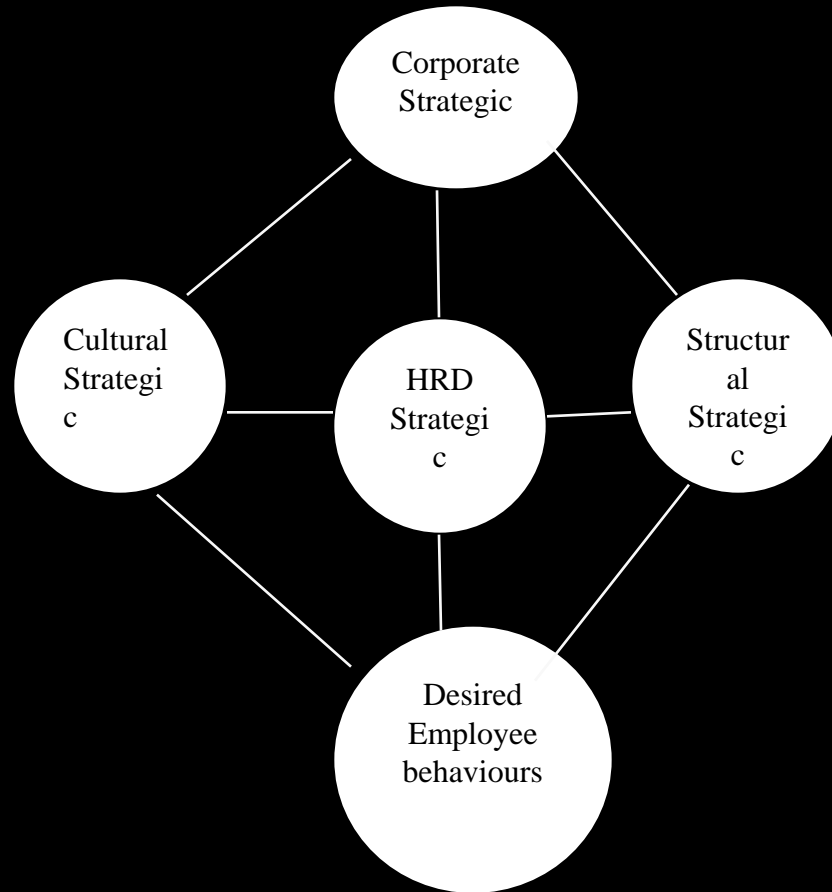 Corporate
Strategic
Cultural
Strategi
c
HRD
Strategi
c
Structur
al
Strategi
c
Desired
Employee
behaviours